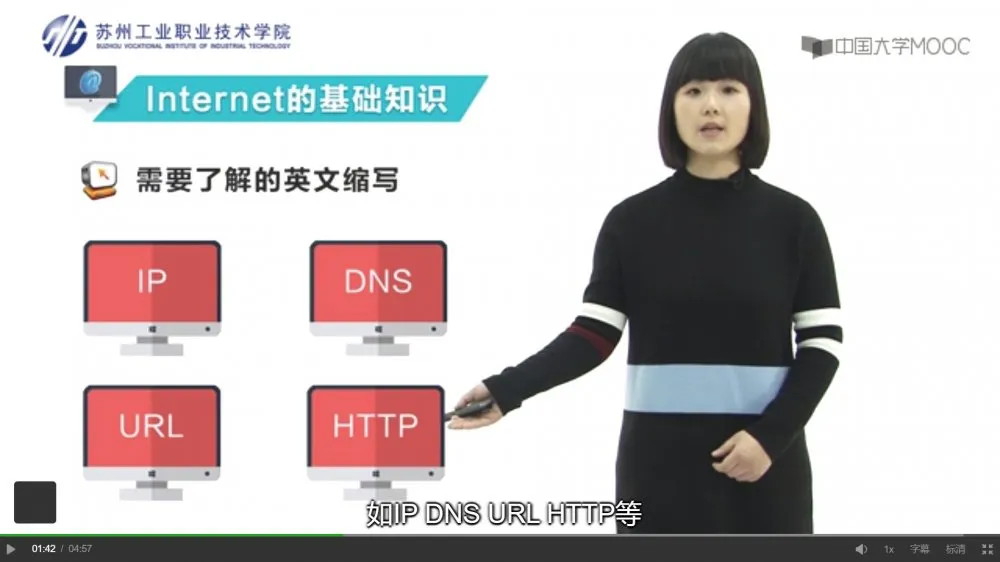 苏州工业职业技术学院
SUZHOU VOCATIONAL INSTITUTE OF INDUSTRIAL TECHNOLOGY
中国大学MOOC
Internet的基础知识
需要了解的英文缩写
IP
DNS
URL
HTTP
如IP DNS URL HTTP等
01:42 / 04:57
1x
字幕
标清